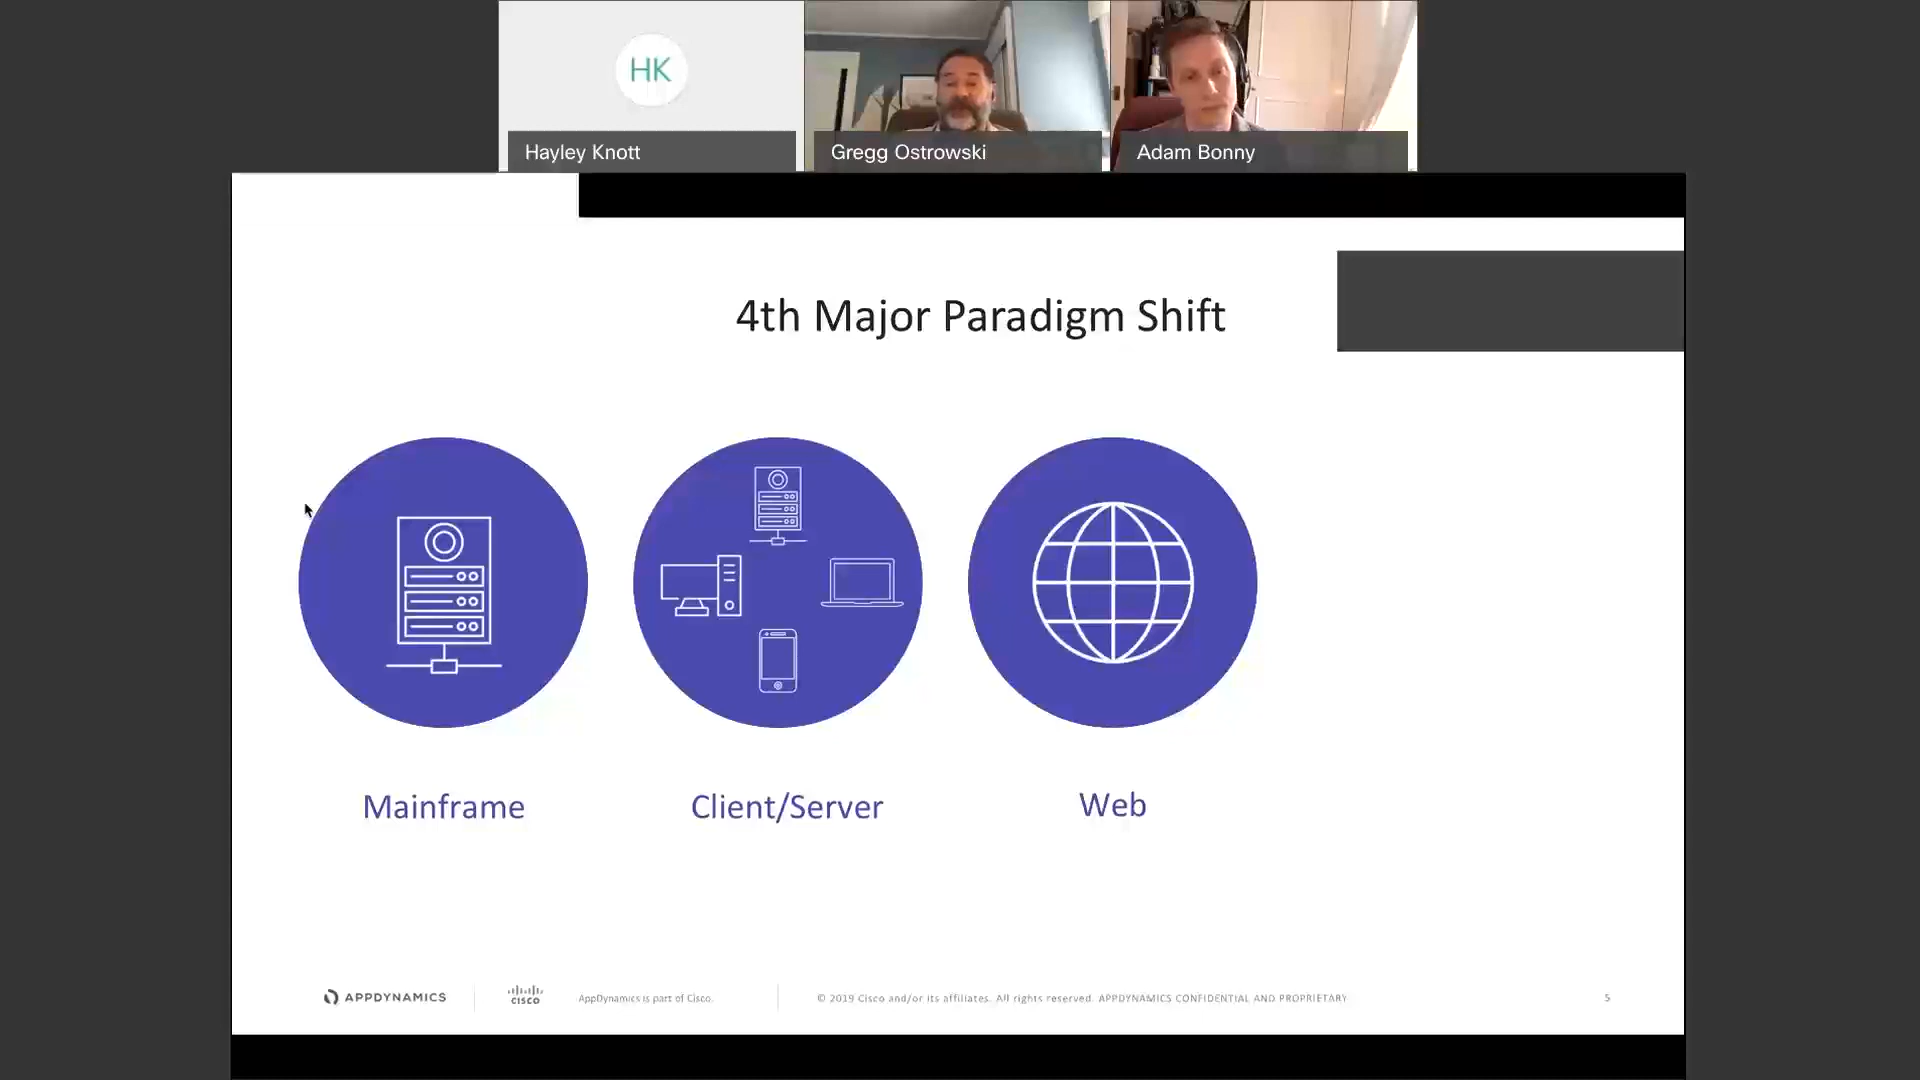 HK
Hayley Knott
Gregg Ostrowski
Adam Bonny
4th Major Paradigm Shift
Mainframe
Client/Server
Web
APPDYNAMICS
CISCO
AppDynamics is part of Cisco.
© 2019 Cisco and/or its affiliates. All rights reserved. APPDYNAMICS CONFIDENTIAL AND PROPRIETARY
5